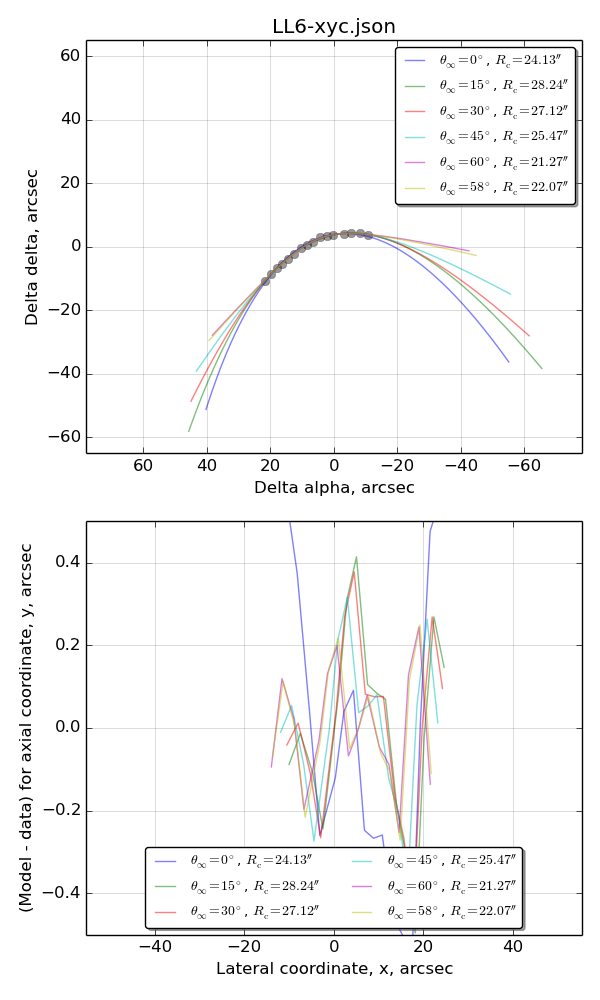 LL6-xyc.json
60
40
20
0
−20
−40
−60
60
40
20
0
−20
−40
−60
Delta delta, arcsec
Delta alpha, arcsec
θ∞=0°, Rc=24.13″
θ∞=15°, Rc=28.24″
θ∞=30°, Rc=27.12″
θ∞=45°, Rc=25.47″
θ∞=60°, Rc=21.27″
θ∞=58°, Rc=22.07″
0.4
0.2
0.0
−0.2
−0.4
−40
−20
0
20
40
(Model - data) for axial coordinate, y, arcsec
Lateral coordinate, x, arcsec
θ∞=0°, Rc=24.13″
θ∞=15°, Rc=28.24″
θ∞=30°, Rc=27.12″
θ∞=45°, Rc=25.47″
θ∞=60°, Rc=21.27″
θ∞=58°, Rc=22.07″